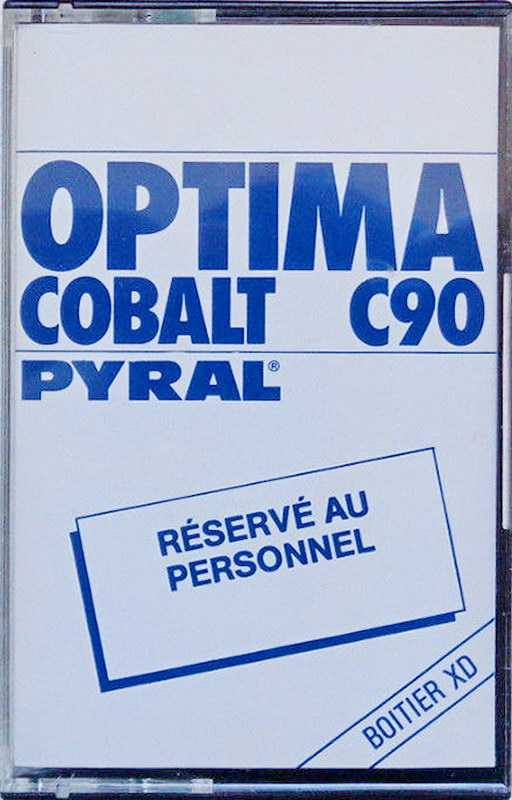 OPTIMA
COBALT C90
PYRAL®
RÉSERVÉ AU
PERSONNEL
BOITIER XD